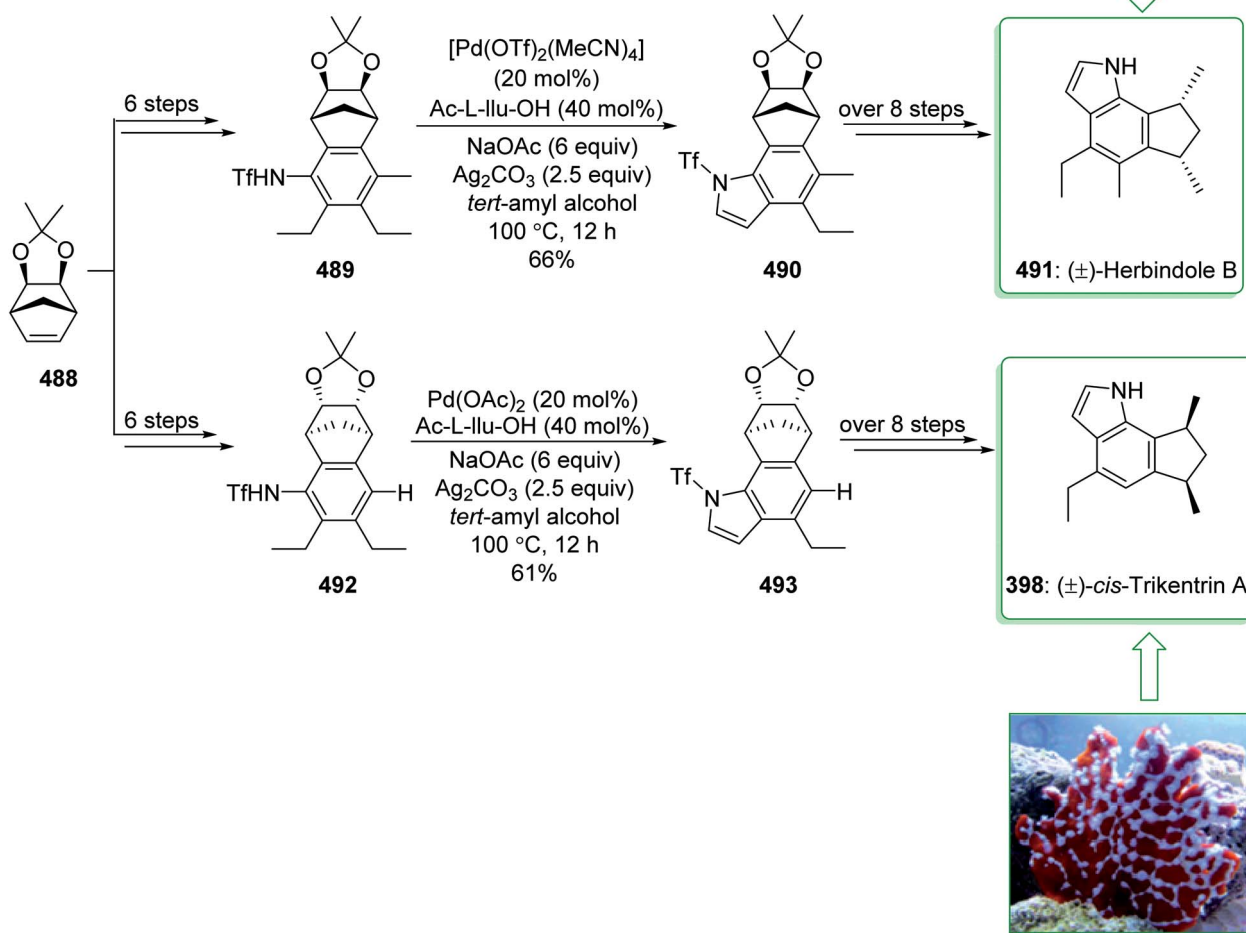 6 steps
O
O
TfHN
489
[Pd(OTf)2(MeCN)4]
(20 mol%)
Ac-L-Ilu-OH (40 mol%)
NaOAc (6 equiv)
Ag2CO3 (2.5 equiv)
tert-amyl alcohol
100 °C, 12 h
66%
O
O
Tf
N
490
over 8 steps
NH
491: (±)-Herbindole B
O
O
488
6 steps
O
O
TfHN
H
492
Pd(OAc)2 (20 mol%)
Ac-L-Ilu-OH (40 mol%)
NaOAc (6 equiv)
Ag2CO3 (2.5 equiv)
tert-amyl alcohol
100 °C, 12 h
61%
O
O
Tf
N
H
493
over 8 steps
NH
398: (±)-cis-Trikentrin A